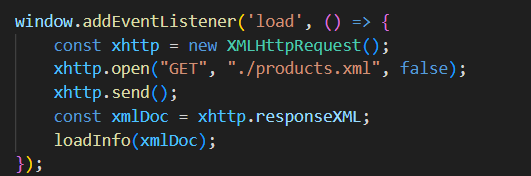 window.addEventListener('load', () => {
    const xhttp = new XMLHttpRequest();
    xhttp.open("GET", "./products.xml", false);
    xhttp.send();
    const xmlDoc = xhttp.responseXML;
    loadInfo(xmlDoc);
});